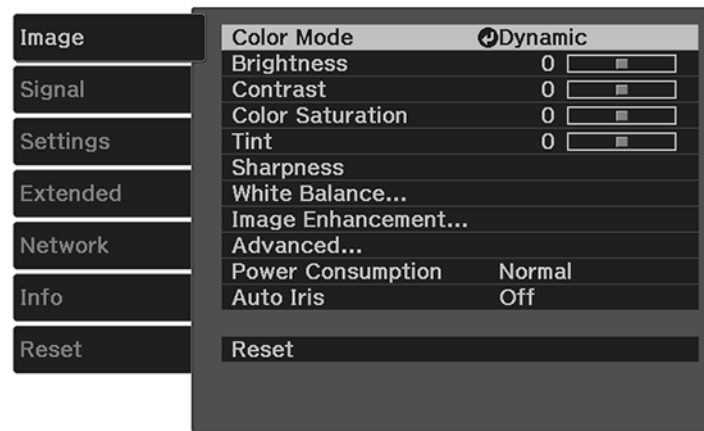 Image
Signal
Settings
Extended
Network
Info
Reset
Color Mode Dynamic
Brightness 0
Contrast 0
Color Saturation 0
Tint 0
Sharpness
White Balance...
Image Enhancement...
Advanced...
Power Consumption Normal
Auto Iris Off
Reset